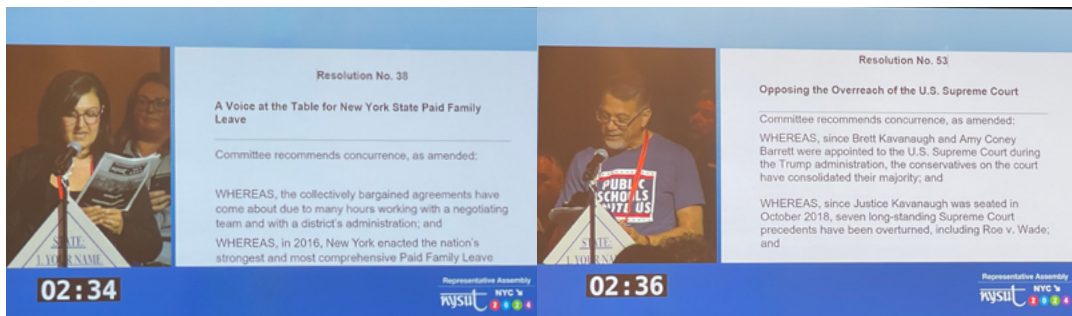 Resolution No. 38
A Voice at the Table for New York State Paid Family
Leave
Committee recommends concurrence, as amended:
WHEREAS, the collectively bargained agreements have
come about due to many hours working with a negotiating
team and with a district's administration; and
WHEREAS, in 2016, New York enacted the nation's
strongest and most comprehensive Paid Family Leave
STATE:
1. YOUR NAME
02:34
Representative Assembly
nysut NYC
2024
Resolution No. 53
Opposing the Overreach of the U.S. Supreme Court
Committee recommends concurrence, as amended:
WHEREAS, since Brett Kavanaugh and Amy Coney
Barrett were appointed to the U.S. Supreme Court during
the Trump administration, the conservatives on the court
have consolidated their majority; and
WHEREAS, since Justice Kavanaugh was seated in
October 2018, seven long-standing Supreme Court
precedents have been overturned, including Roe v. Wade;
and
PUBLIC
SCHOOLS
UNITE US
STATE:
1. YOUR NAME
02:36
Representative Assembly
nysut NYC
2024